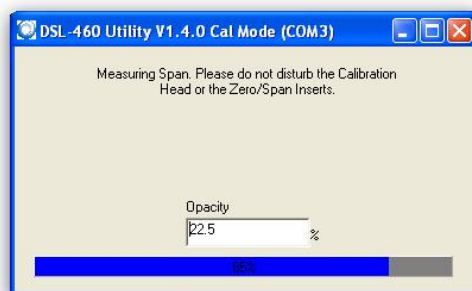 DSL-460 Utility V1.4.0 Cal Mode (COM3)
Measuring Span. Please do not disturb the Calibration
Head or the Zero/Span Inserts.
Opacity
22.5
%
85%